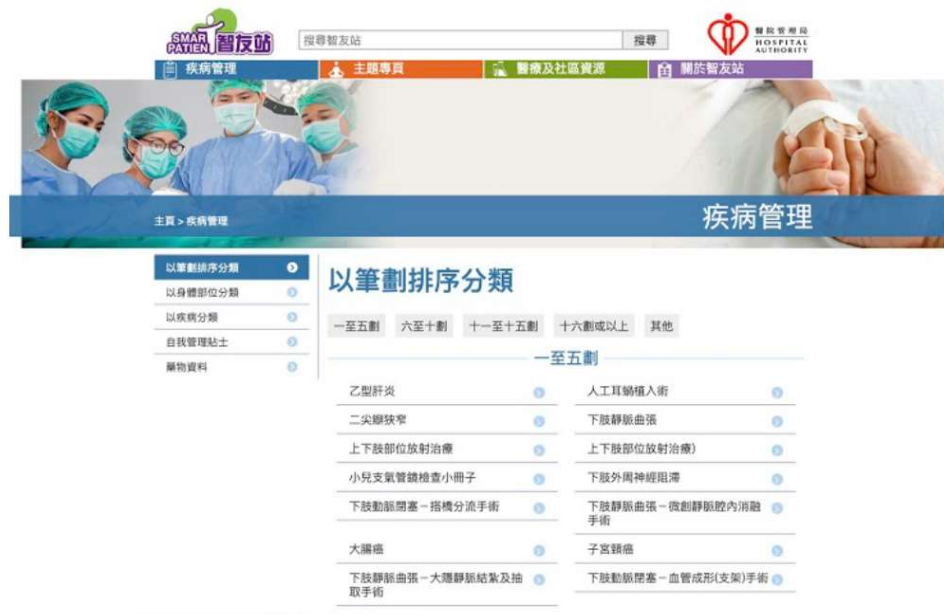 SMART PATIENT 智友站
搜尋智友站
搜尋
醫院管理局
HOSPITAL
AUTHORITY
疾病管理
主題專頁
醫療及社區資源
關於智友站
主頁 > 疾病管理
疾病管理
以筆劃排序分類
以身體部位分類
以疾病分類
自我管理貼士
藥物資料
以筆劃排序分類
一至五劃
六至十劃
十一至十五劃
十六劃或以上
其他
一至五劃
乙型肝炎
人工耳蝸植入術
二尖瓣狹窄
下肢靜脈曲張
上下肢部位放射治療
上下肢部位放射治療)
小兒支氣管鏡檢查小冊子
下肢外周神經阻滯
下肢動脈閉塞－搭橋分流手術
下肢靜脈曲張－微創靜脈腔內消融
手術
大腸癌
子宮頸癌
下肢靜脈曲張－大隱靜脈結紮及抽
取手術
下肢動脈閉塞－血管成形(支架)手術